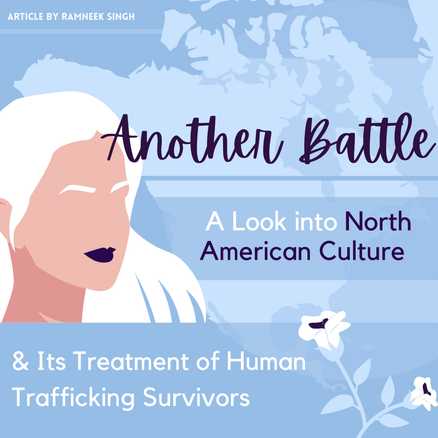 ARTICLE BY RAMNEEK SINGH
Another Battle
A Look into North
American Culture
& Its Treatment of Human
Trafficking Survivors